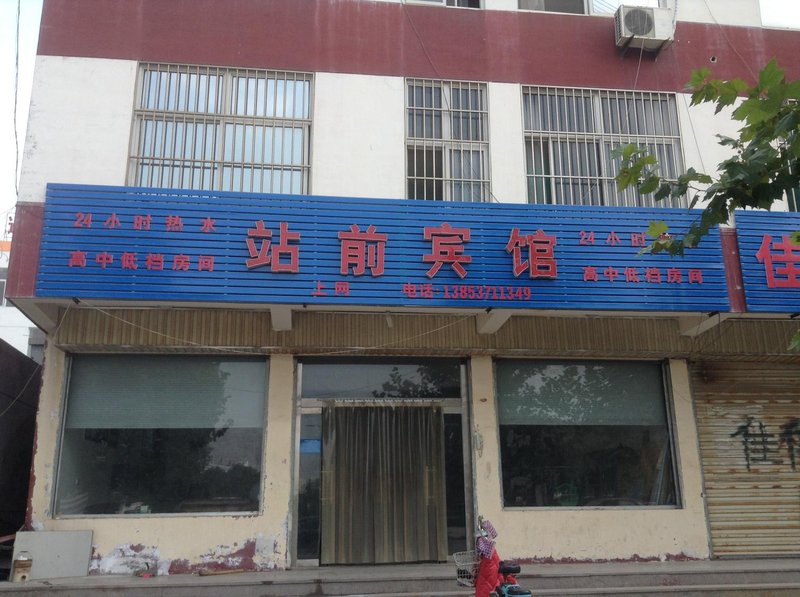 24小时热水
高中低档房间
站前宾馆
24小时热水
高中低档房间
上网 电话 13853711349
佳